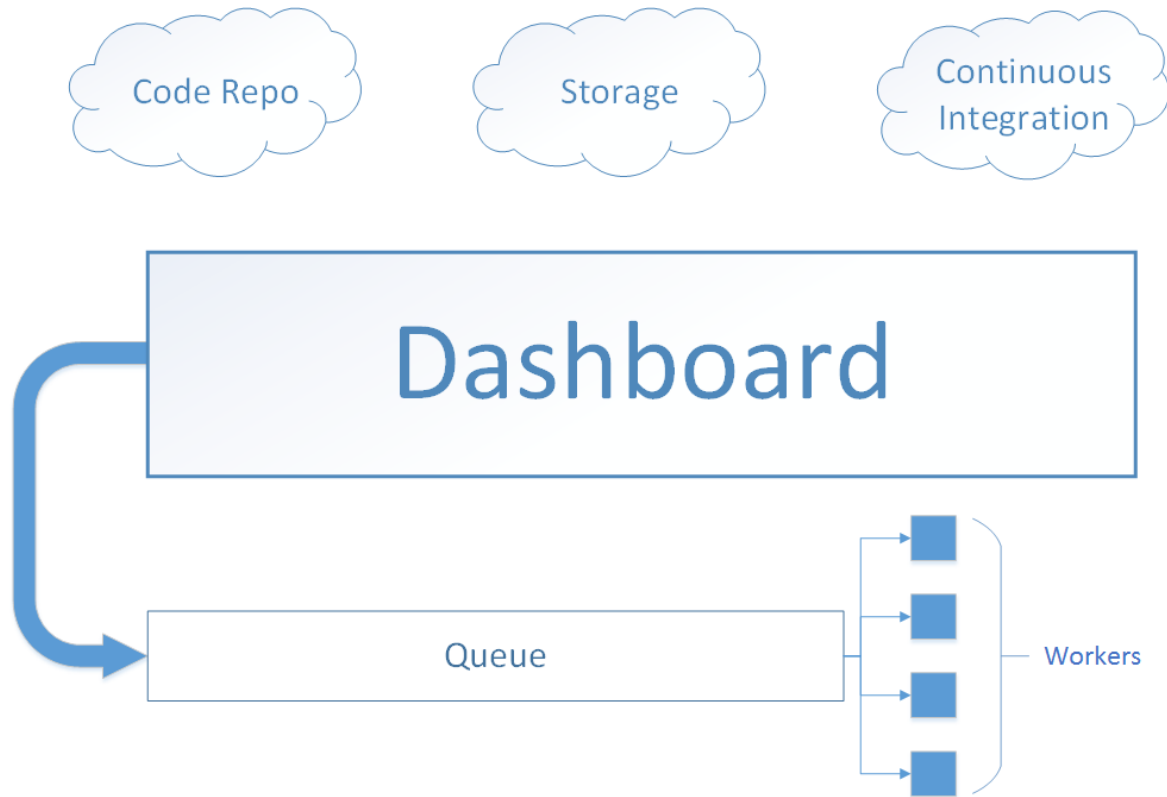 Code Repo
Storage
Continuous
Integration
Dashboard
Queue
Workers